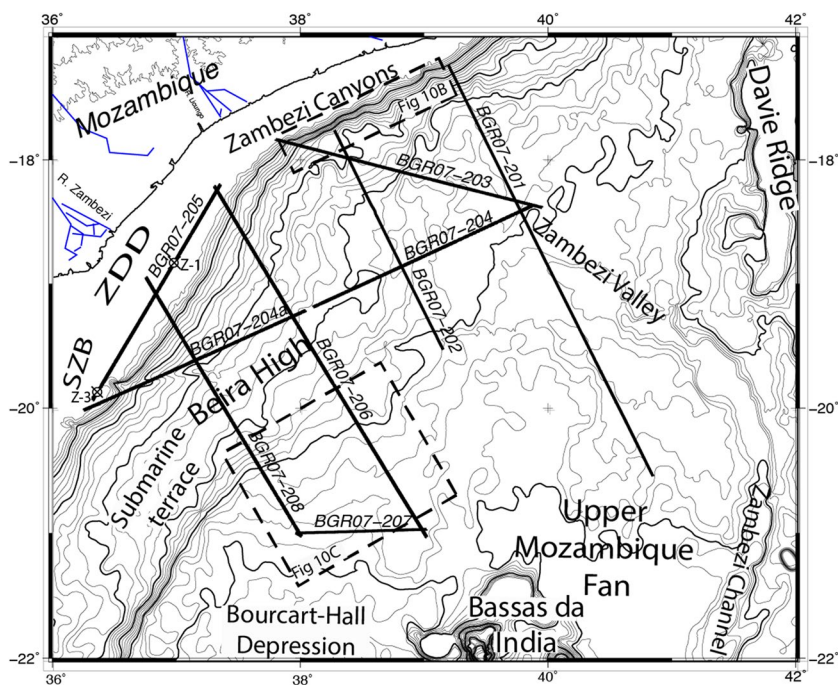 36°
38°
40°
42°
Mozambique
Zambezi Canyons
Fig 10B
Davie Ridge
−18°
−18°
BGR07−201
BGR07−203
R. Zambezi
BGR07−205
BGR07−204
ZDD
Z-1
Zambezi Valley
BGR07−202
BGR07−204a
SZB
Beira High
BGR07−206
Z-3
−20°
−20°
Submarine
terrace
BGR07−208
BGR07−207
Upper
Mozambique
Fan
Zambezi Channel
Fig 10C
Bourcart-Hall
Depression
Bassas da
India
−22°
−22°
36°
38°
40°
42°